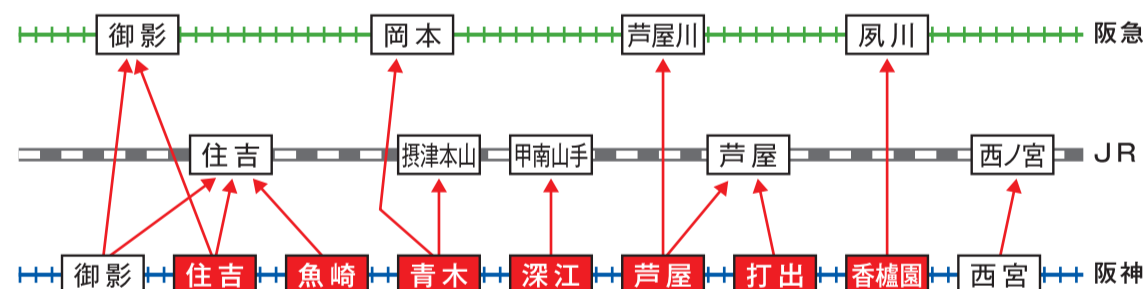 御影 岡本 芦屋川 夙川 阪急
住吉 摂津本山 甲南山手 芦屋 西ノ宮 JR
御影 住吉 魚崎 青木 深江 芦屋 打出 香櫨園 西宮 阪神